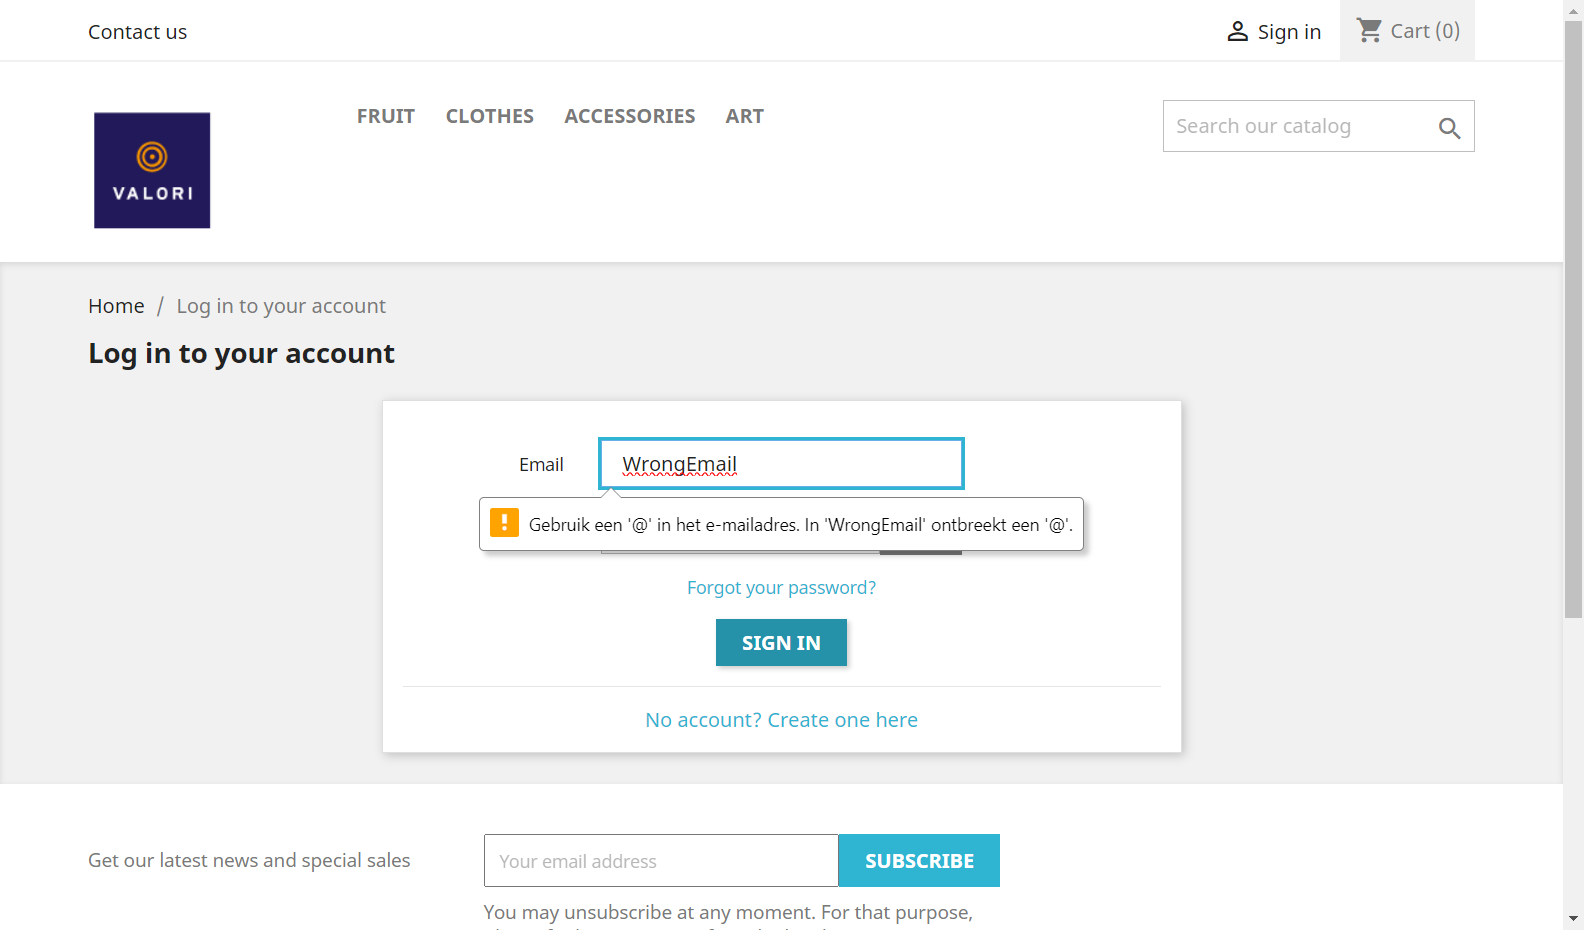 Contact us
Sign in
Cart (0)
VALORI
FRUIT CLOTHES ACCESSORIES ART
Search our catalog
Home / Log in to your account
Log in to your account
Email
WrongEmail
Gebruik een '@' in het e-mailadres. In 'WrongEmail' ontbreekt een '@'.
Forgot your password?
SIGN IN
No account? Create one here
Get our latest news and special sales
Your email address
SUBSCRIBE
You may unsubscribe at any moment. For that purpose,